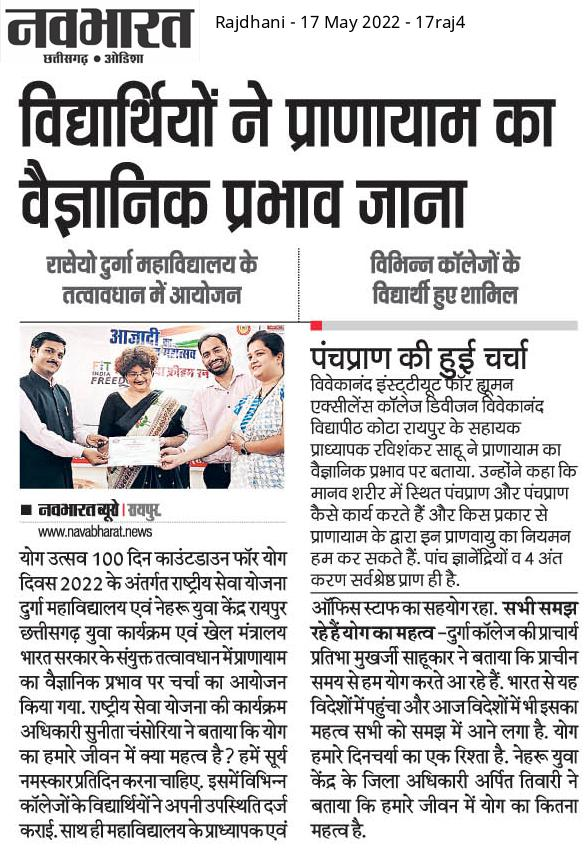 नवभारत
छत्तीसगढ़ • ओडिशा
Rajdhani - 17 May 2022 - 17raj4
विद्यार्थियों ने प्राणायाम का
वैज्ञानिक प्रभाव जाना
रासेयो दुर्गा महाविद्यालय के
तत्वावधान में आयोजन
विभिन्न कॉलेजों के
विद्यार्थी हुए शामिल
आज़ादी का
FIT
INDIA
FREEDOM
फ्रीडम रन
■ नवभारत ब्यूरो | रायपुर.
www.navabharat.news
योग उत्सव 100 दिन काउंटडाउन फॉर योग
दिवस 2022 के अंतर्गत राष्ट्रीय सेवा योजना
दुर्गा महाविद्यालय एवं नेहरू युवा केंद्र रायपुर
छत्तीसगढ़ युवा कार्यक्रम एवं खेल मंत्रालय
भारत सरकार के संयुक्त तत्वावधान में प्राणायाम
का वैज्ञानिक प्रभाव पर चर्चा का आयोजन
किया गया. राष्ट्रीय सेवा योजना की कार्यक्रम
अधिकारी सुनीता चंसोरिया ने बताया कि योग
का हमारे जीवन में क्या महत्व है? हमें सूर्य
नमस्कार प्रतिदिन करना चाहिए. इसमें विभिन्न
कॉलेजों के विद्यार्थियों ने अपनी उपस्थिति दर्ज
कराई. साथ ही महाविद्यालय के प्राध्यापक एवं
पंचप्राण की हुई चर्चा
विवेकानंद इंस्टटीयूट फॉर ह्यूमन
एक्सीलेंस कॉलेज डिवीजन विवेकानंद
विद्यापीठ कोटा रायपुर के सहायक
प्राध्यापक रविशंकर साहू ने प्राणायाम का
वैज्ञानिक प्रभाव पर बताया. उन्होंने कहा कि
मानव शरीर में स्थित पंचप्राण और पंचप्राण
कैसे कार्य करते हैं और किस प्रकार से
प्राणायाम के द्वारा इन प्राणवायु का नियमन
हम कर सकते हैं. पांच ज्ञानेंद्रियों व 4 अंत
करण सर्वश्रेष्ठ प्राण ही है.
ऑफिस स्टाफ का सहयोग रहा. सभी समझ
रहे हैं योग का महत्व –दुर्गा कॉलेज की प्राचार्य
प्रतिभा मुखर्जी साहूकार ने बताया कि प्राचीन
समय से हम योग करते आ रहे हैं. भारत से यह
विदेशों में पहुंचा और आज विदेशों में भी इसका
महत्व सभी को समझ में आने लगा है. योग
हमारे दिनचर्या का एक रिश्ता है. नेहरू युवा
केंद्र के जिला अधिकारी अर्पित तिवारी ने
बताया कि हमारे जीवन में योग का कितना
महत्व है.